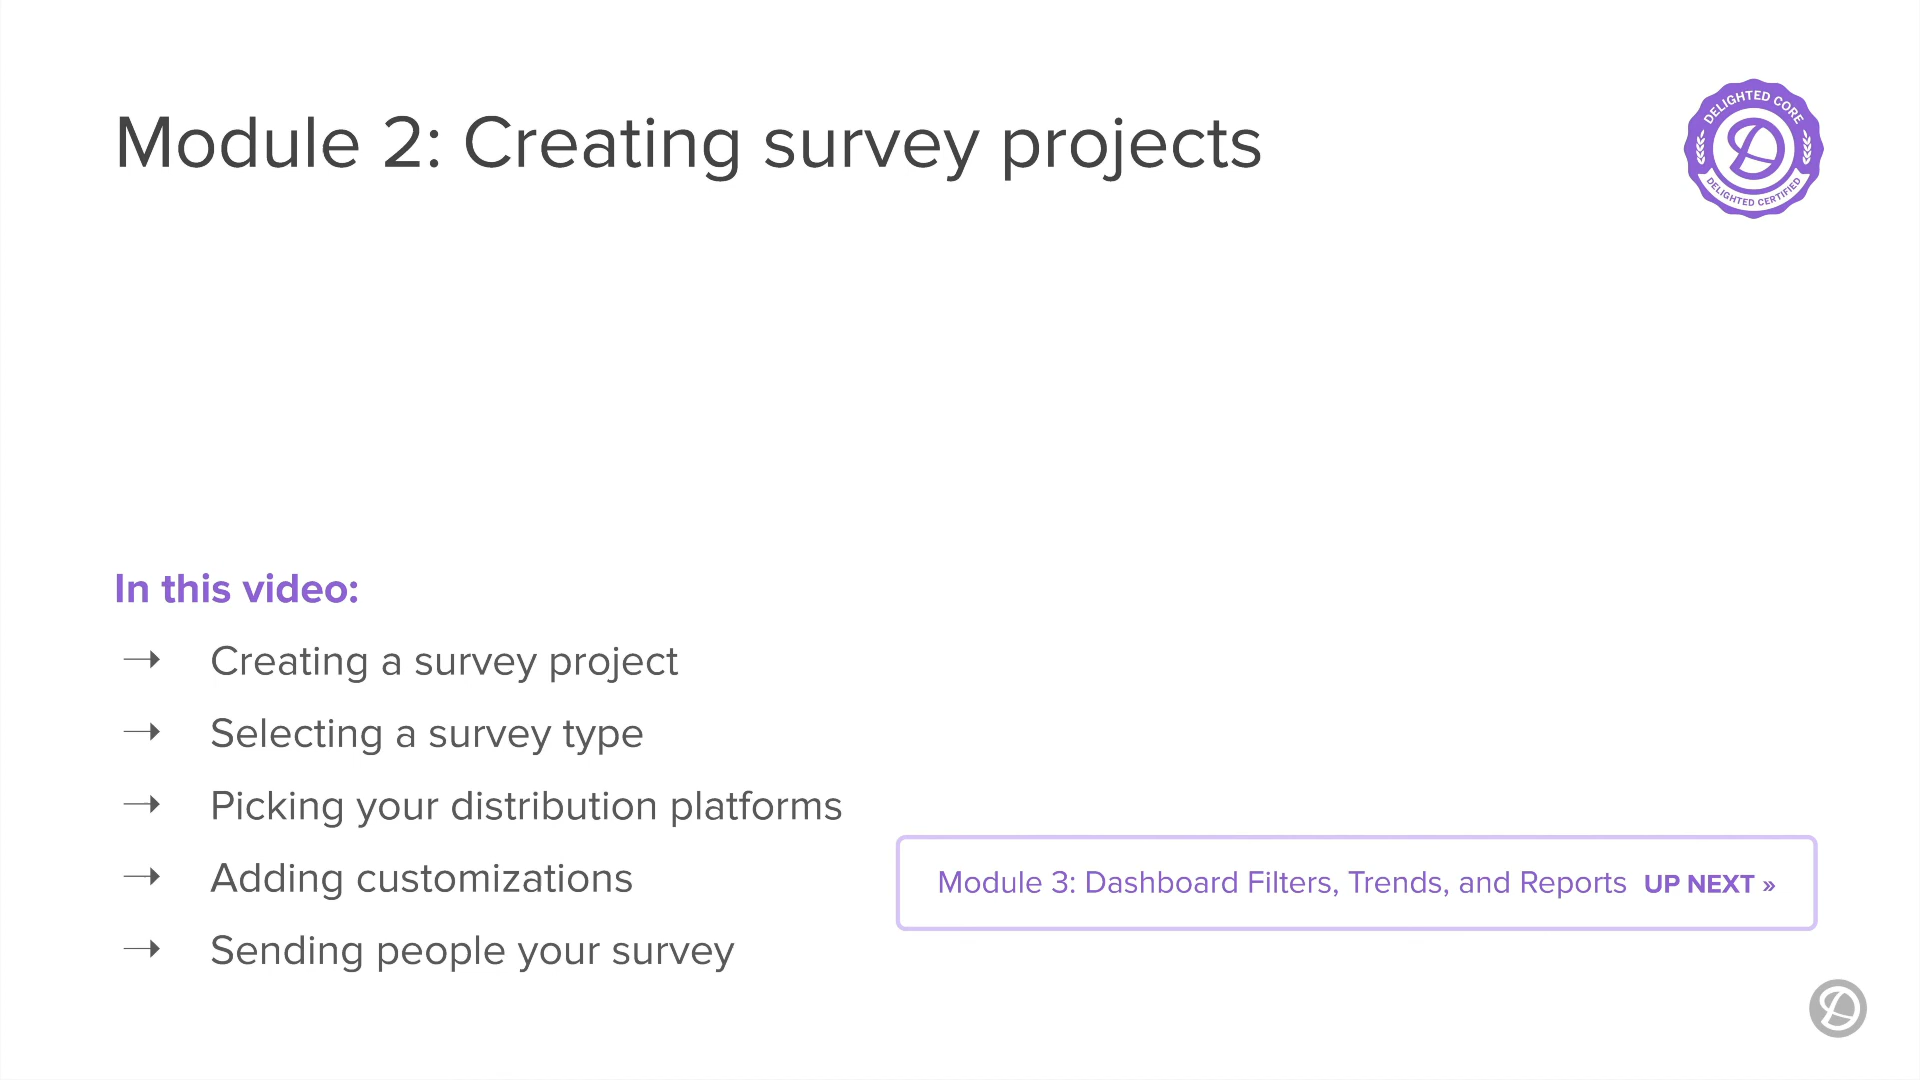 Module 2: Creating survey projects
DELIGHTED CORE
DELIGHTED CERTIFIED
In this video:
→ Creating a survey project
→ Selecting a survey type
→ Picking your distribution platforms
→ Adding customizations
→ Sending people your survey
Module 3: Dashboard Filters, Trends, and Reports UP NEXT »